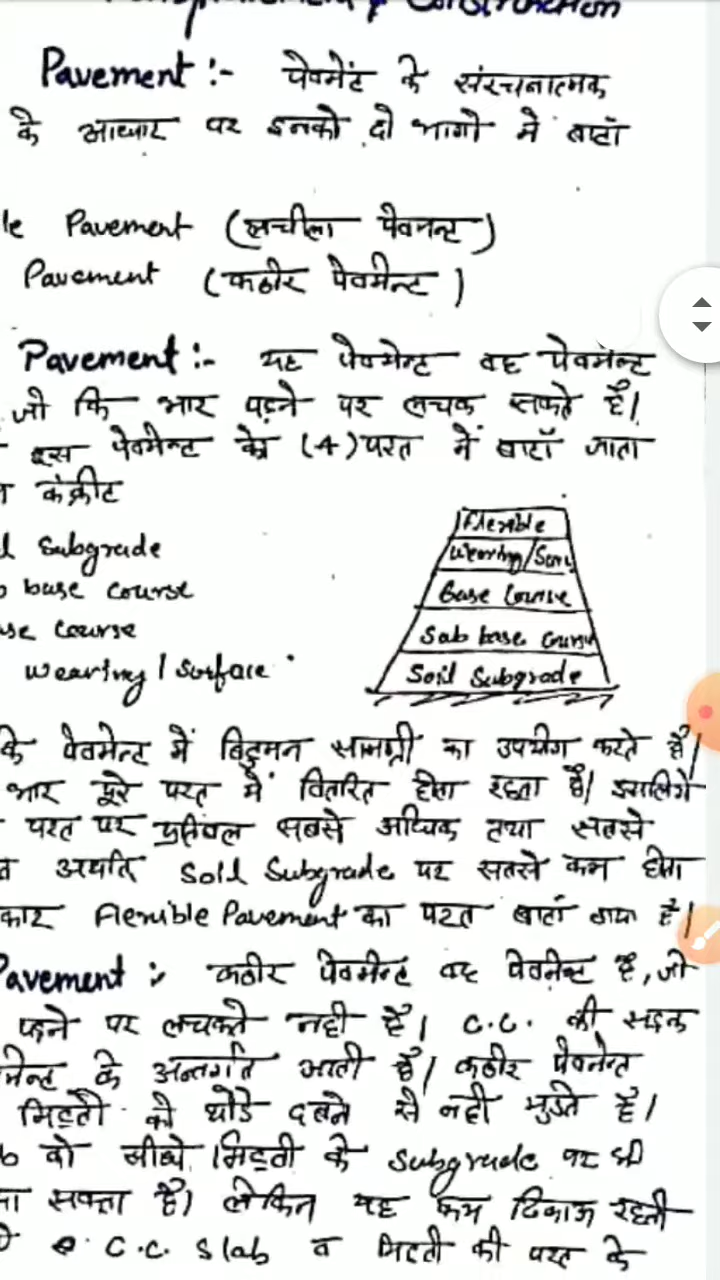 Construction
Pavement :- पेवमेंट के संरचनात्मक
के आधार पर इनको दो भागो मे बाटाँ
le Pavement (लचीला पेवमेन्ट)
Pavement (कठोर पेवमेन्ट)
Pavement :- यह पेवमेन्ट वह पेवमेन्ट
जो कि भार पड़ने पर लचक सकते है।
इस पेवमेन्ट को (4) परत में बाटाँ जाता
कंक्रीट
Subgrade
base course
se course
wearing / surface
Flexible
wearing/Sur
Base Course
Sub base Course
Soil Subgrade
कि पेवमेन्ट में बिटुमन सामग्री का उपयोग करते है।
भार पूरे परत में वितरित होता रहता है। इसलिये
परत पर प्रतिबल सबसे अधिक तथा सबसे
अर्थात Soil Subgrade पर सबसे कम होता
कार Flexible Pavement का परत बाटाँ गया है।
Pavement :- कठोर पेवमेन्ट वह पेवमेन्ट है, जो
पड़ने पर लचकते नही है। C.C. की सड़क
मेन्ट के अन्तर्गत आती है। कठोर पेवमेन्ट
मिट्टी को थोडे दबने से नही मुड़ते है।
b को सीधे मिट्टी के subgrade पर भी
ना सकता है। लेकिन यह कम टिकाऊ रहती
C.C. Slab व मिट्टी की परत के